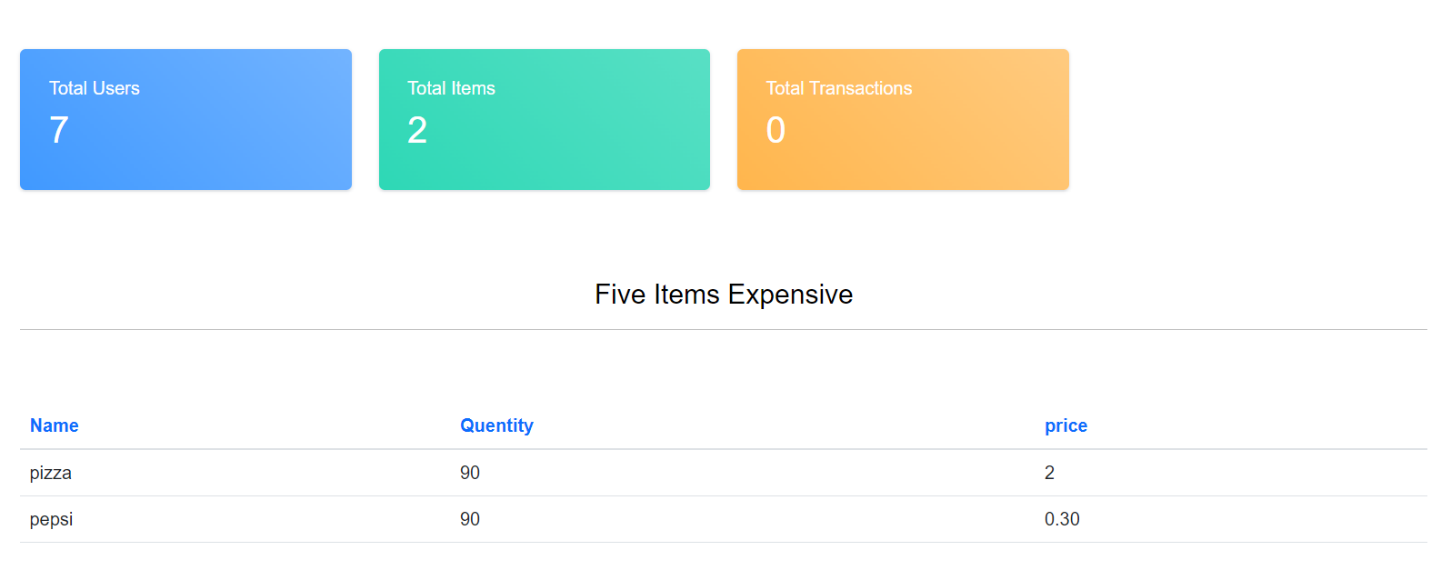 Total Users Total Items Total Transactions
7 2 0
Five Items Expensive
Name Quentity price
pizza 90 2
pepsi 90 0.30